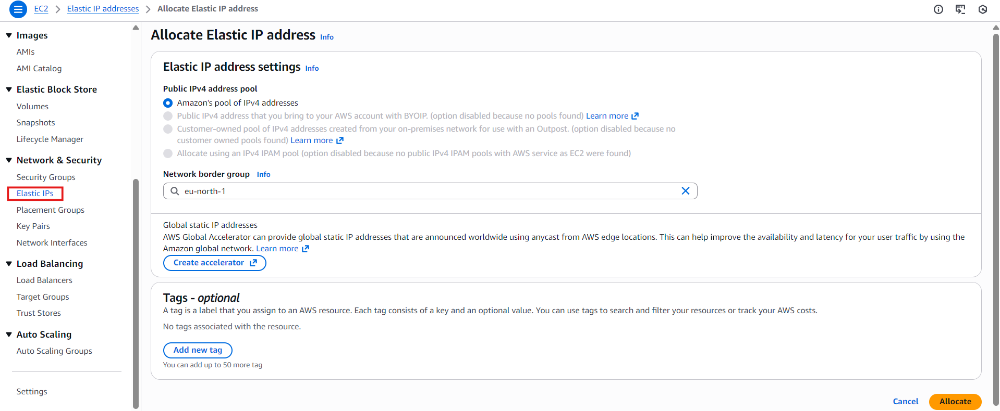 EC2 > Elastic IP addresses > Allocate Elastic IP address
Images
AMIs
AMI Catalog
Elastic Block Store
Volumes
Snapshots
Lifecycle Manager
Network & Security
Security Groups
Elastic IPs
Placement Groups
Key Pairs
Network Interfaces
Load Balancing
Load Balancers
Target Groups
Trust Stores
Auto Scaling
Auto Scaling Groups
Settings
Allocate Elastic IP address Info
Elastic IP address settings Info
Public IPv4 address pool
Amazon's pool of IPv4 addresses
Public IPv4 address that you bring to your AWS account with BYOIP. (option disabled because no pools found) Learn more
Customer-owned pool of IPv4 addresses created from your on-premises network for use with an Outpost. (option disabled because no
customer owned pools found) Learn more
Allocate using an IPv4 IPAM pool (option disabled because no public IPv4 IPAM pools with AWS service as EC2 were found)
Network border group Info
eu-north-1
Global static IP addresses
AWS Global Accelerator can provide global static IP addresses that are announced worldwide using anycast from AWS edge locations. This can help improve the availability and latency for your user traffic by using the
Amazon global network. Learn more
Create accelerator
Tags - optional
A tag is a label that you assign to an AWS resource. Each tag consists of a key and an optional value. You can use tags to search and filter your resources or track your AWS costs.
No tags associated with the resource.
Add new tag
You can add up to 50 more tag
Cancel Allocate